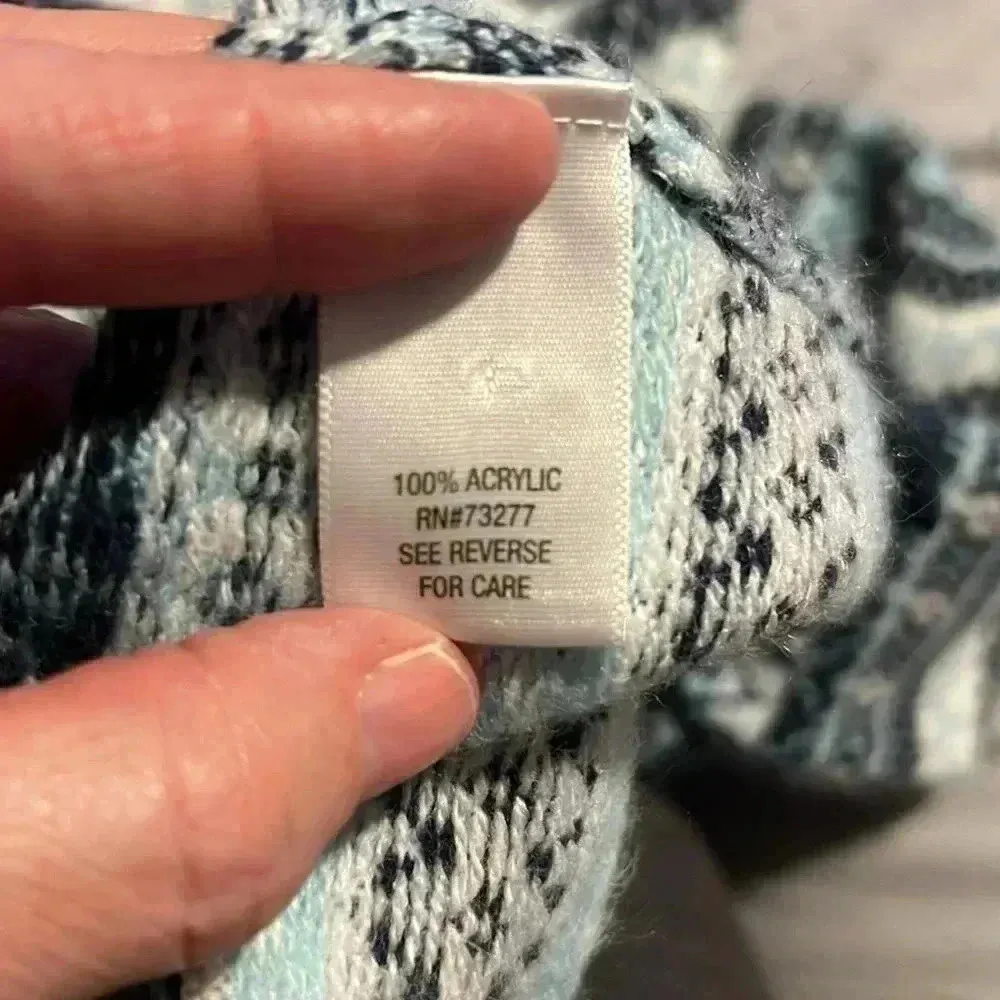 100% ACRYLIC
RN#73277
SEE REVERSE
FOR CARE